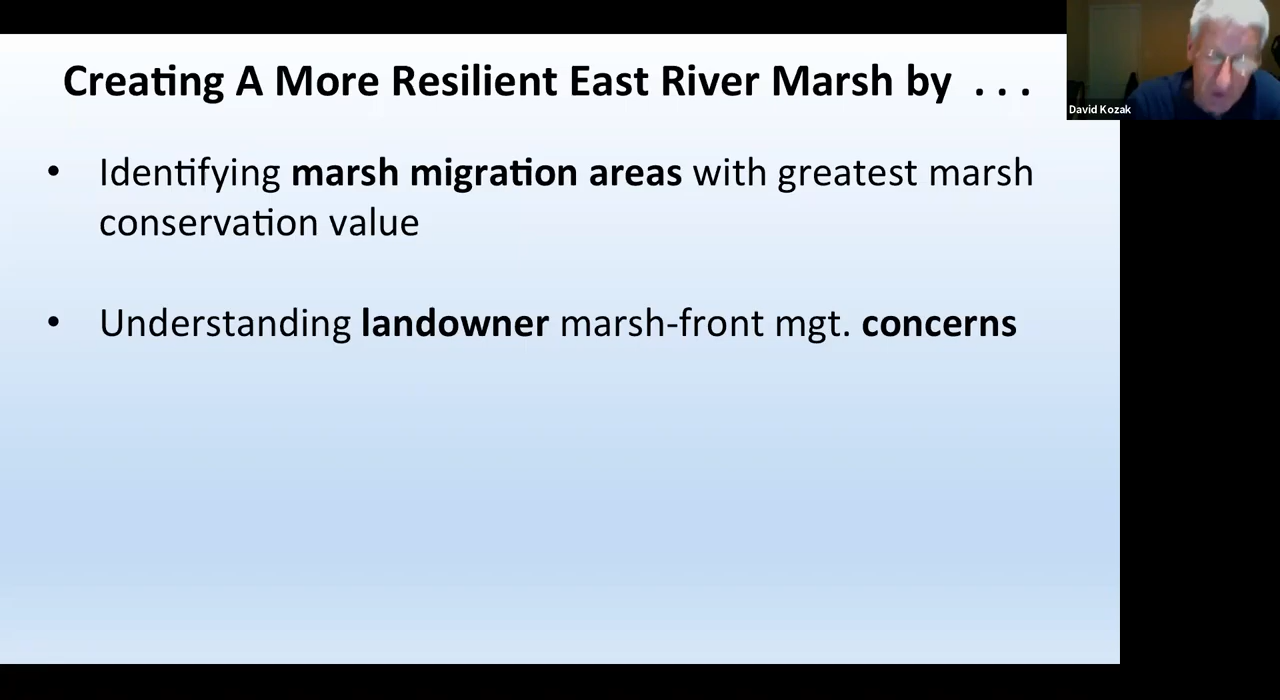 Creating A More Resilient East River Marsh by . . .
David Kozak
• Identifying marsh migration areas with greatest marsh
conservation value
• Understanding landowner marsh-front mgt. concerns